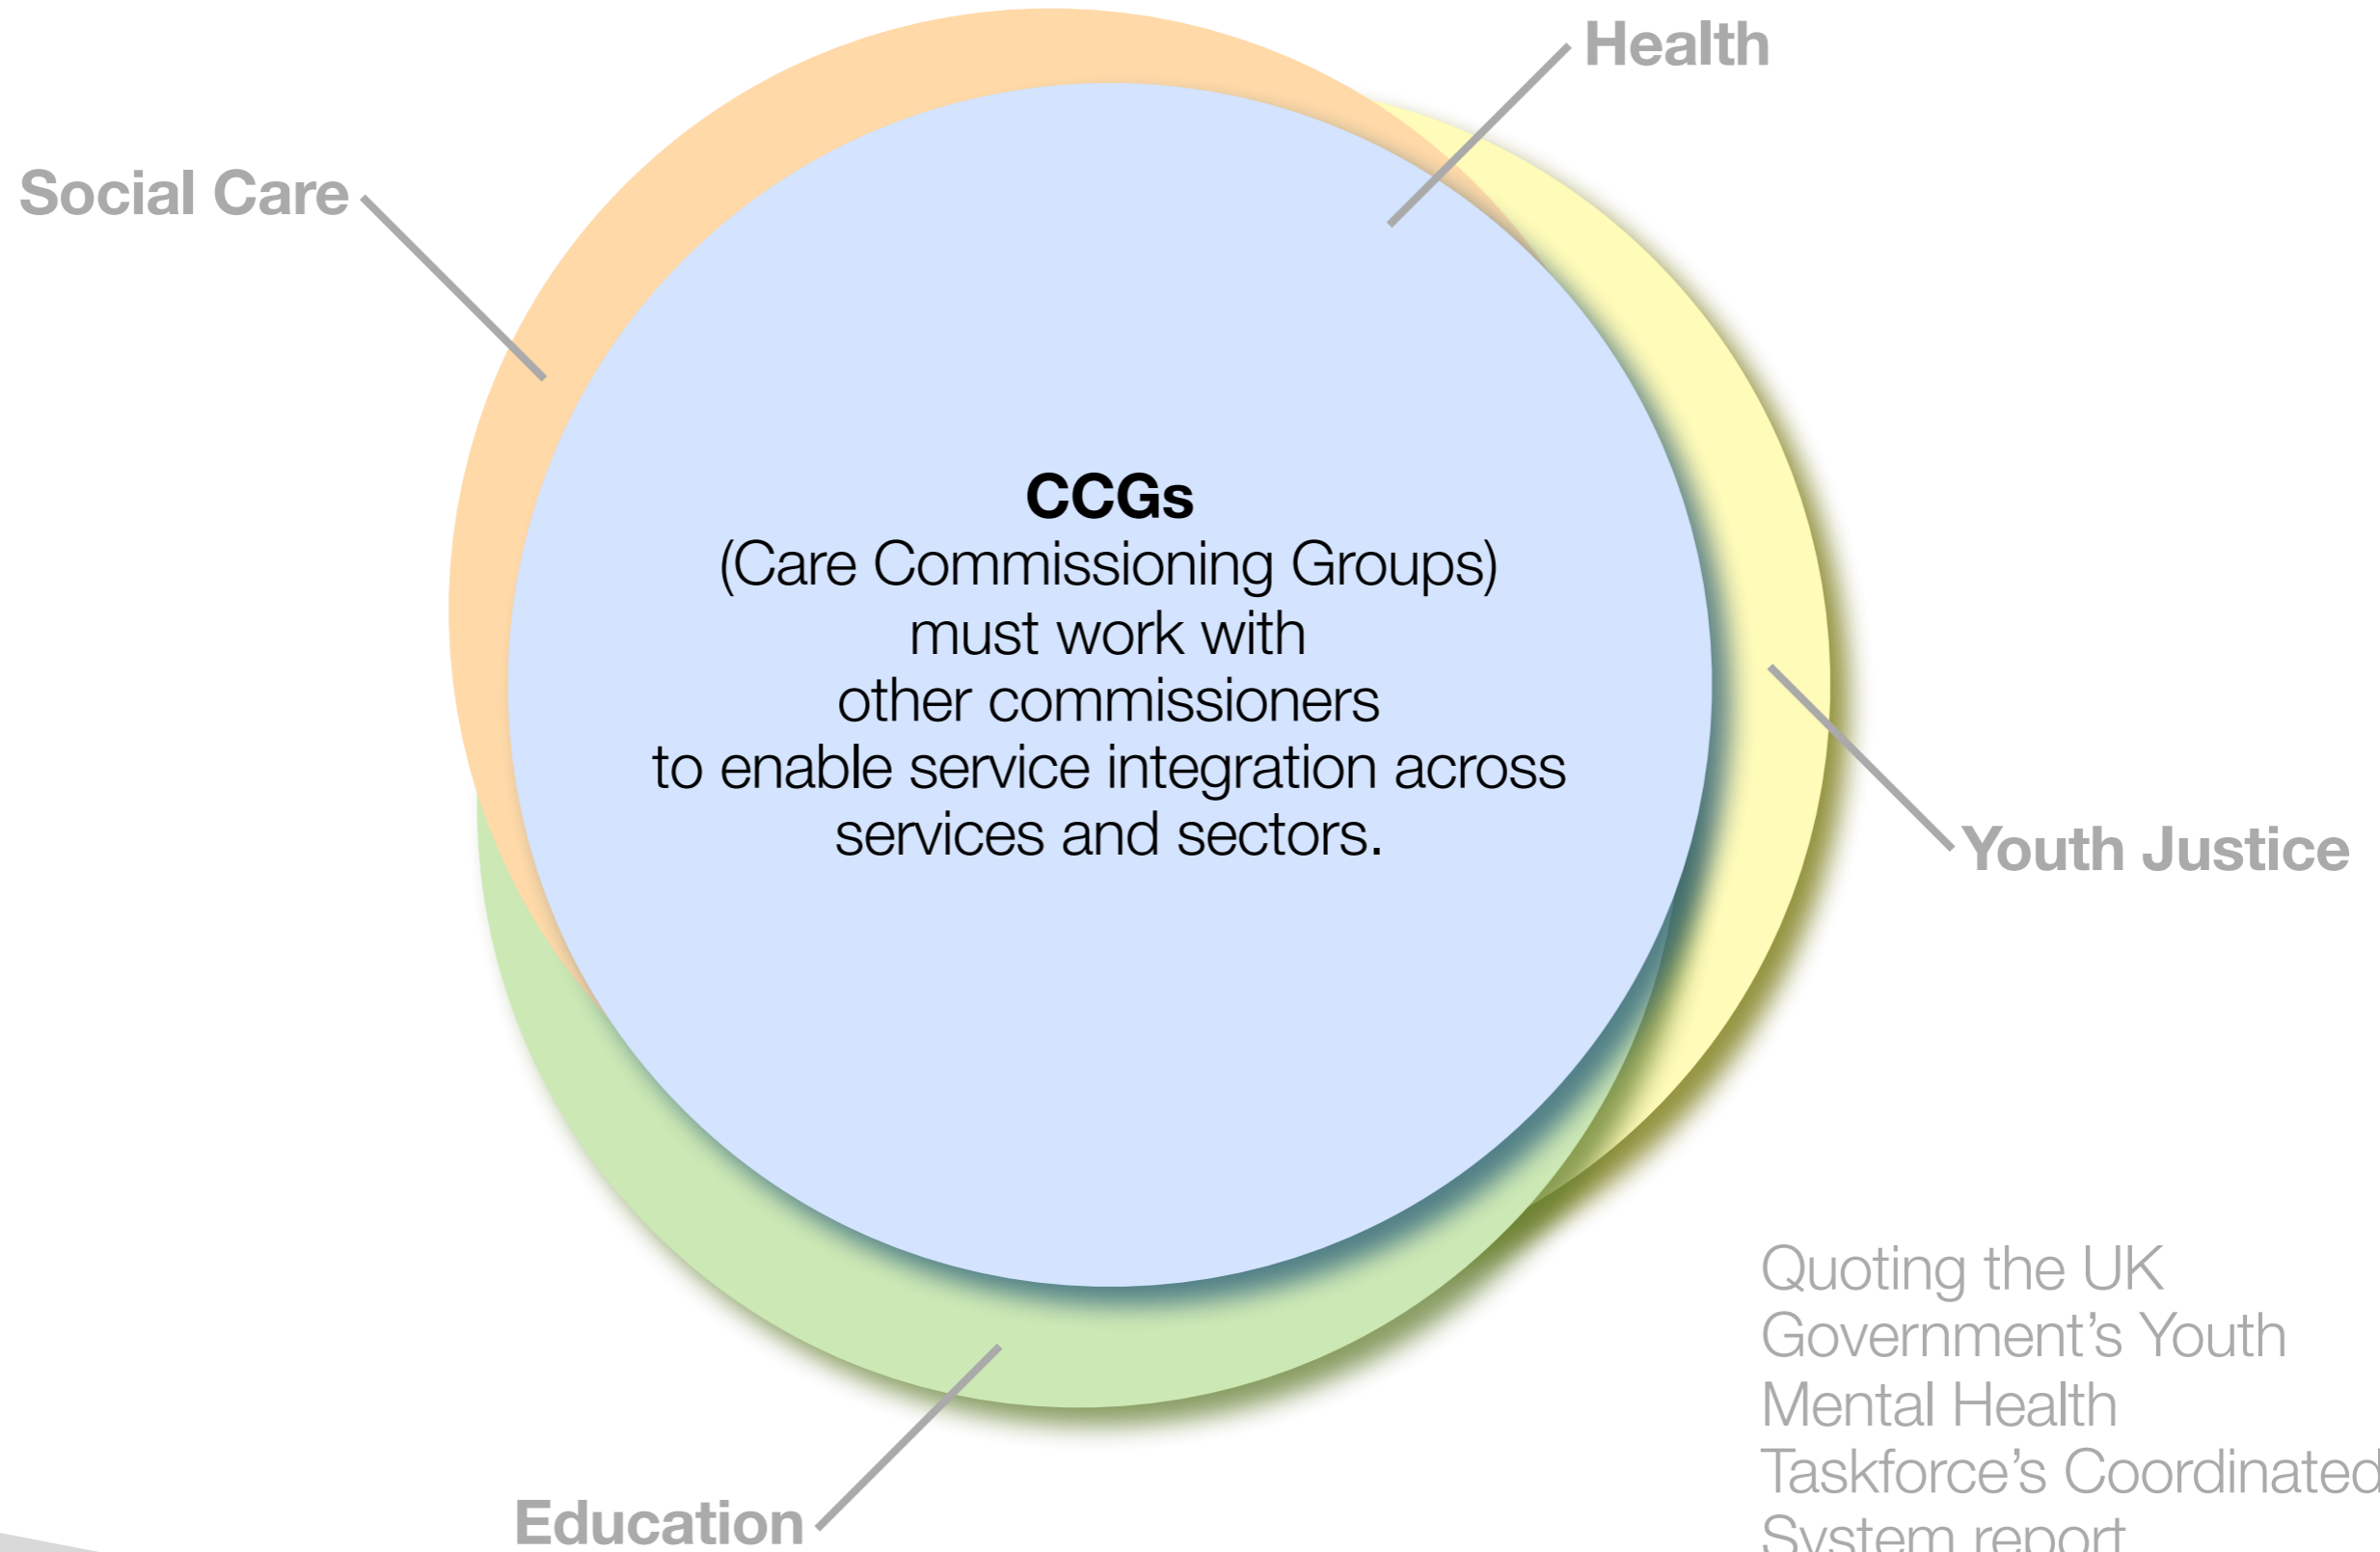 Health
Social Care
CCGs
(Care Commissioning Groups)
must work with
other commissioners
to enable service integration across
services and sectors.
Youth Justice
Quoting the UK
Government’s Youth
Mental Health
Taskforce’s Coordinated
System report
Education